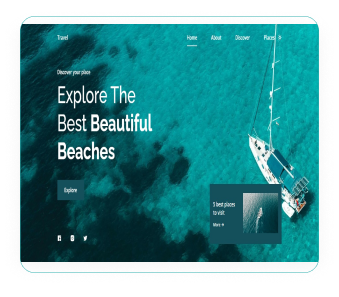 Travel
Home About Discover Places
Discover your place
Explore The
Best Beautiful
Beaches
Explore
5 best places
to visit
More →